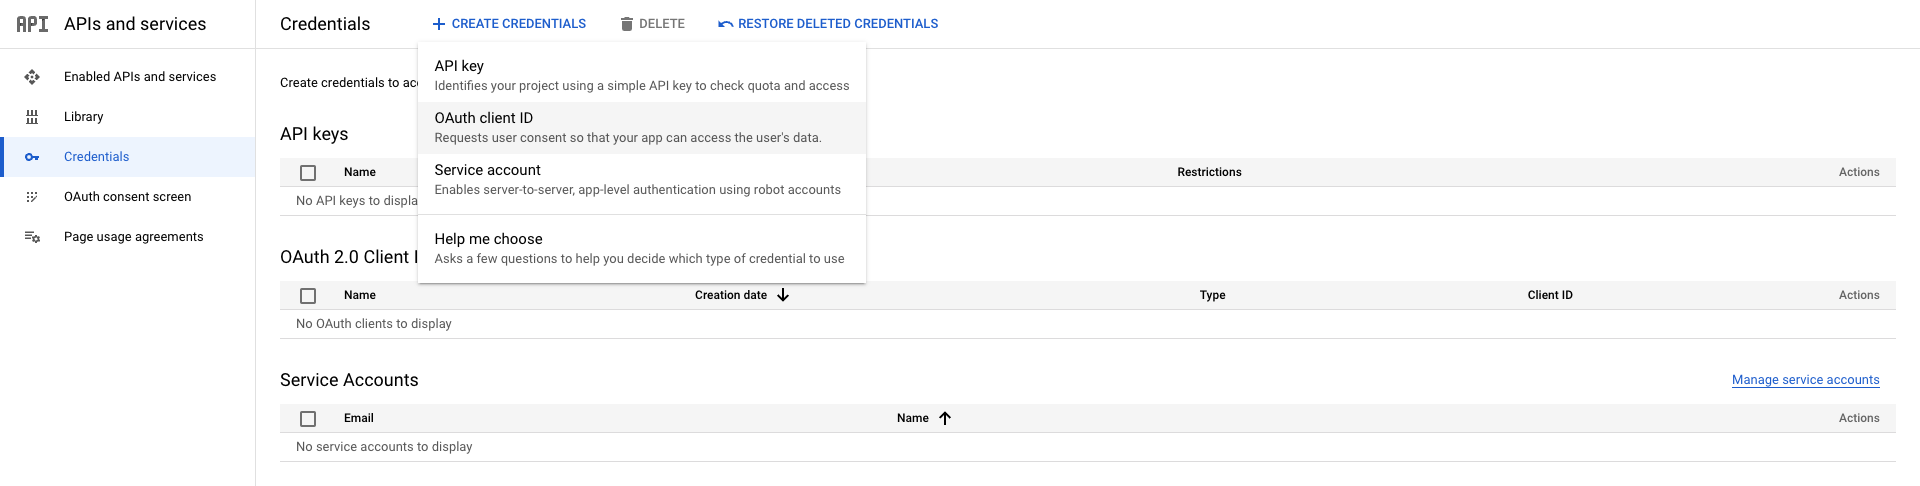 API APIs and services
Credentials
CREATE CREDENTIALS
DELETE
RESTORE DELETED CREDENTIALS
Enabled APIs and services
Library
Credentials
OAuth consent screen
Page usage agreements
API key
Identifies your project using a simple API key to check quota and access
OAuth client ID
Requests user consent so that your app can access the user's data.
Service account
Enables server-to-server, app-level authentication using robot accounts
Help me choose
Asks a few questions to help you decide which type of credential to use
Create credentials to
API keys
Name Restrictions Actions
No API keys to displa
OAuth 2.0 Client
Name Creation date Type Client ID Actions
No OAuth clients to display
Service Accounts
Manage service accounts
Email Name Actions
No service accounts to display